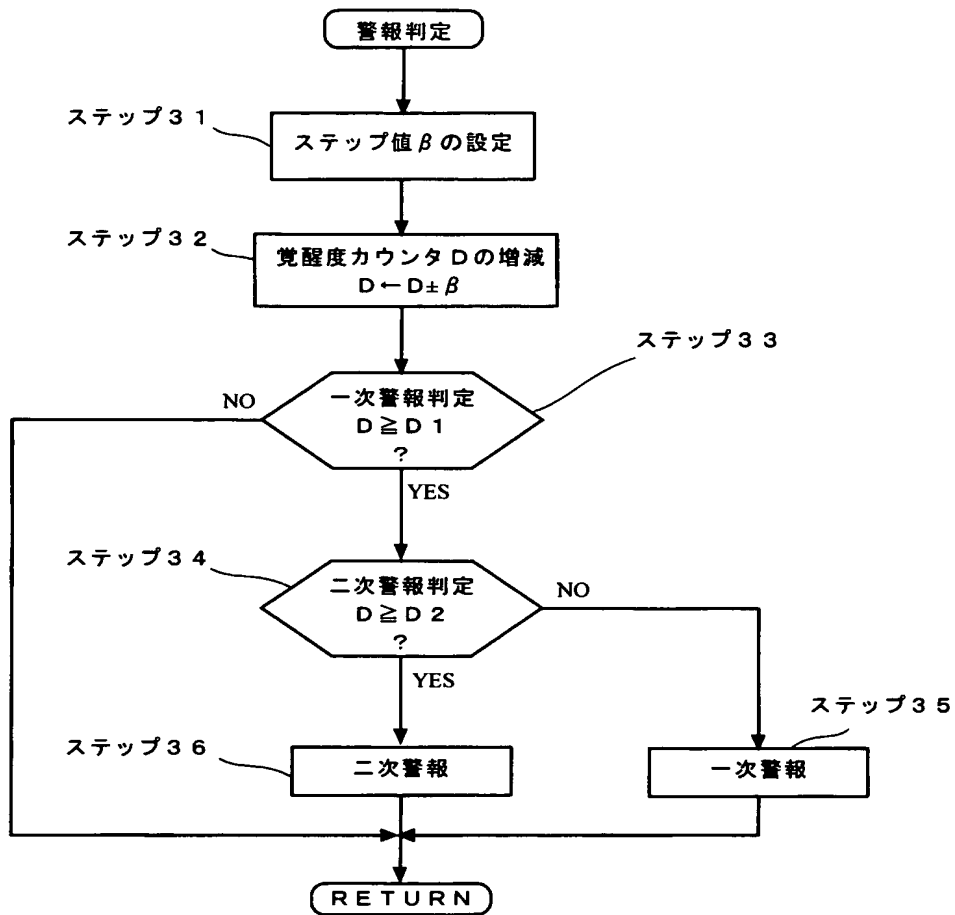 警報判定
ステップ31
ステップ値βの設定
ステップ32
覚醒度カウンタDの増減
D←D±β
ステップ33
NO
一次警報判定
D≧D1
?
YES
ステップ34
二次警報判定
D≧D2
?
NO
YES
ステップ35
ステップ36
二次警報
一次警報
RETURN